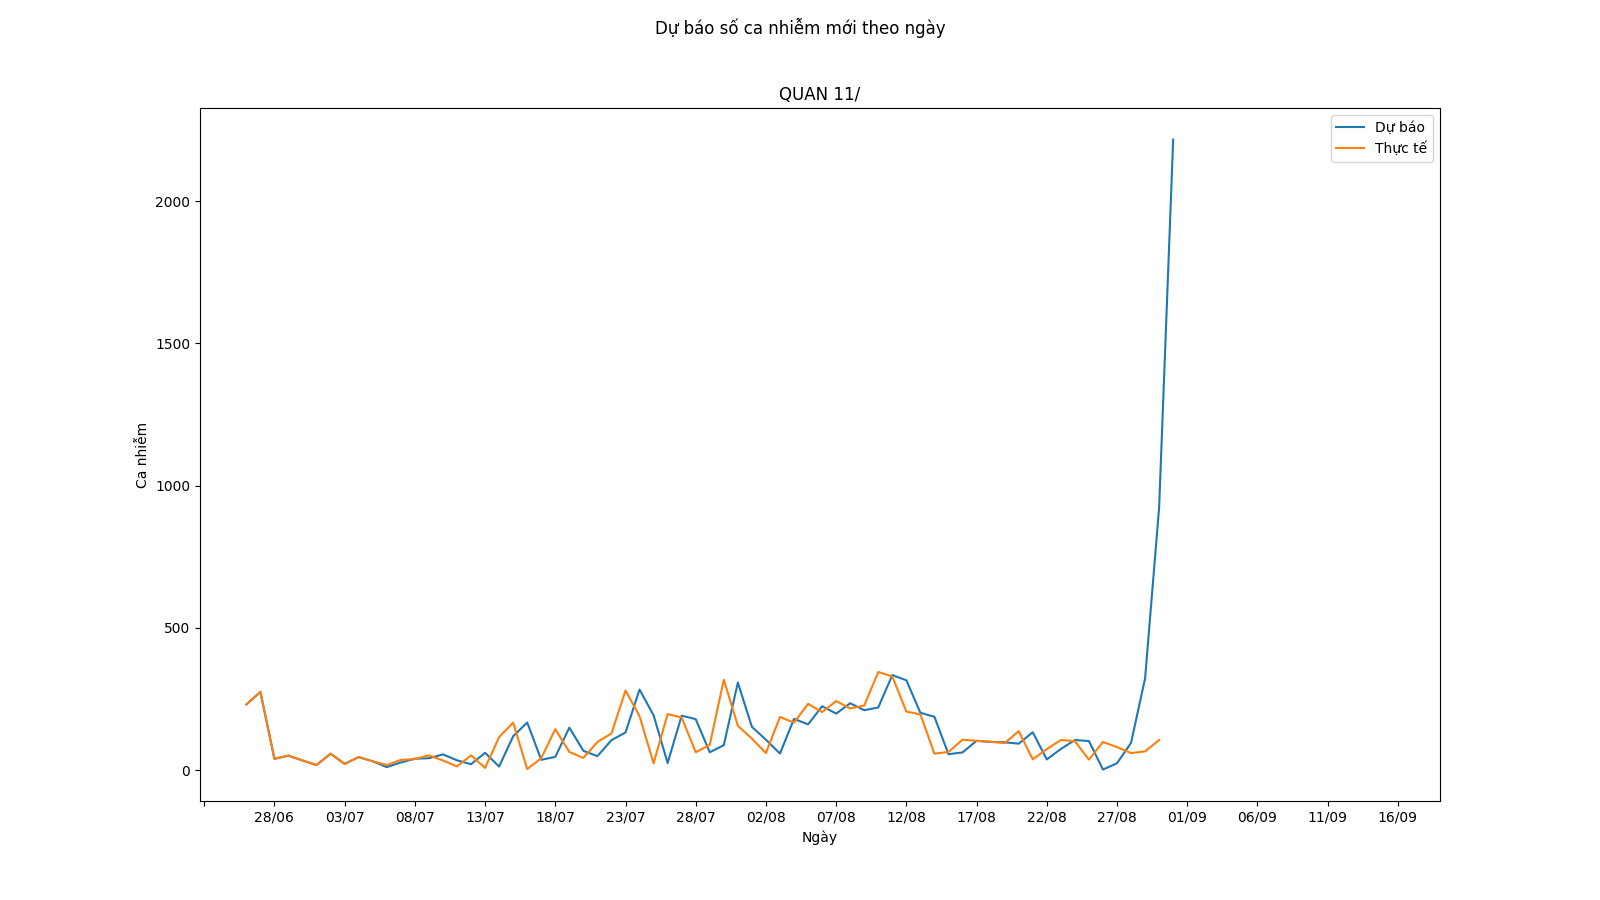 Dự báo số ca nhiễm mới theo ngày
QUAN 11/
Dự báo
Thực tế
2000
1500
1000
500
0
Ca nhiễm
28/06 03/07 08/07 13/07 18/07 23/07 28/07 02/08 07/08 12/08 17/08 22/08 27/08 01/09 06/09 11/09 16/09
Ngày